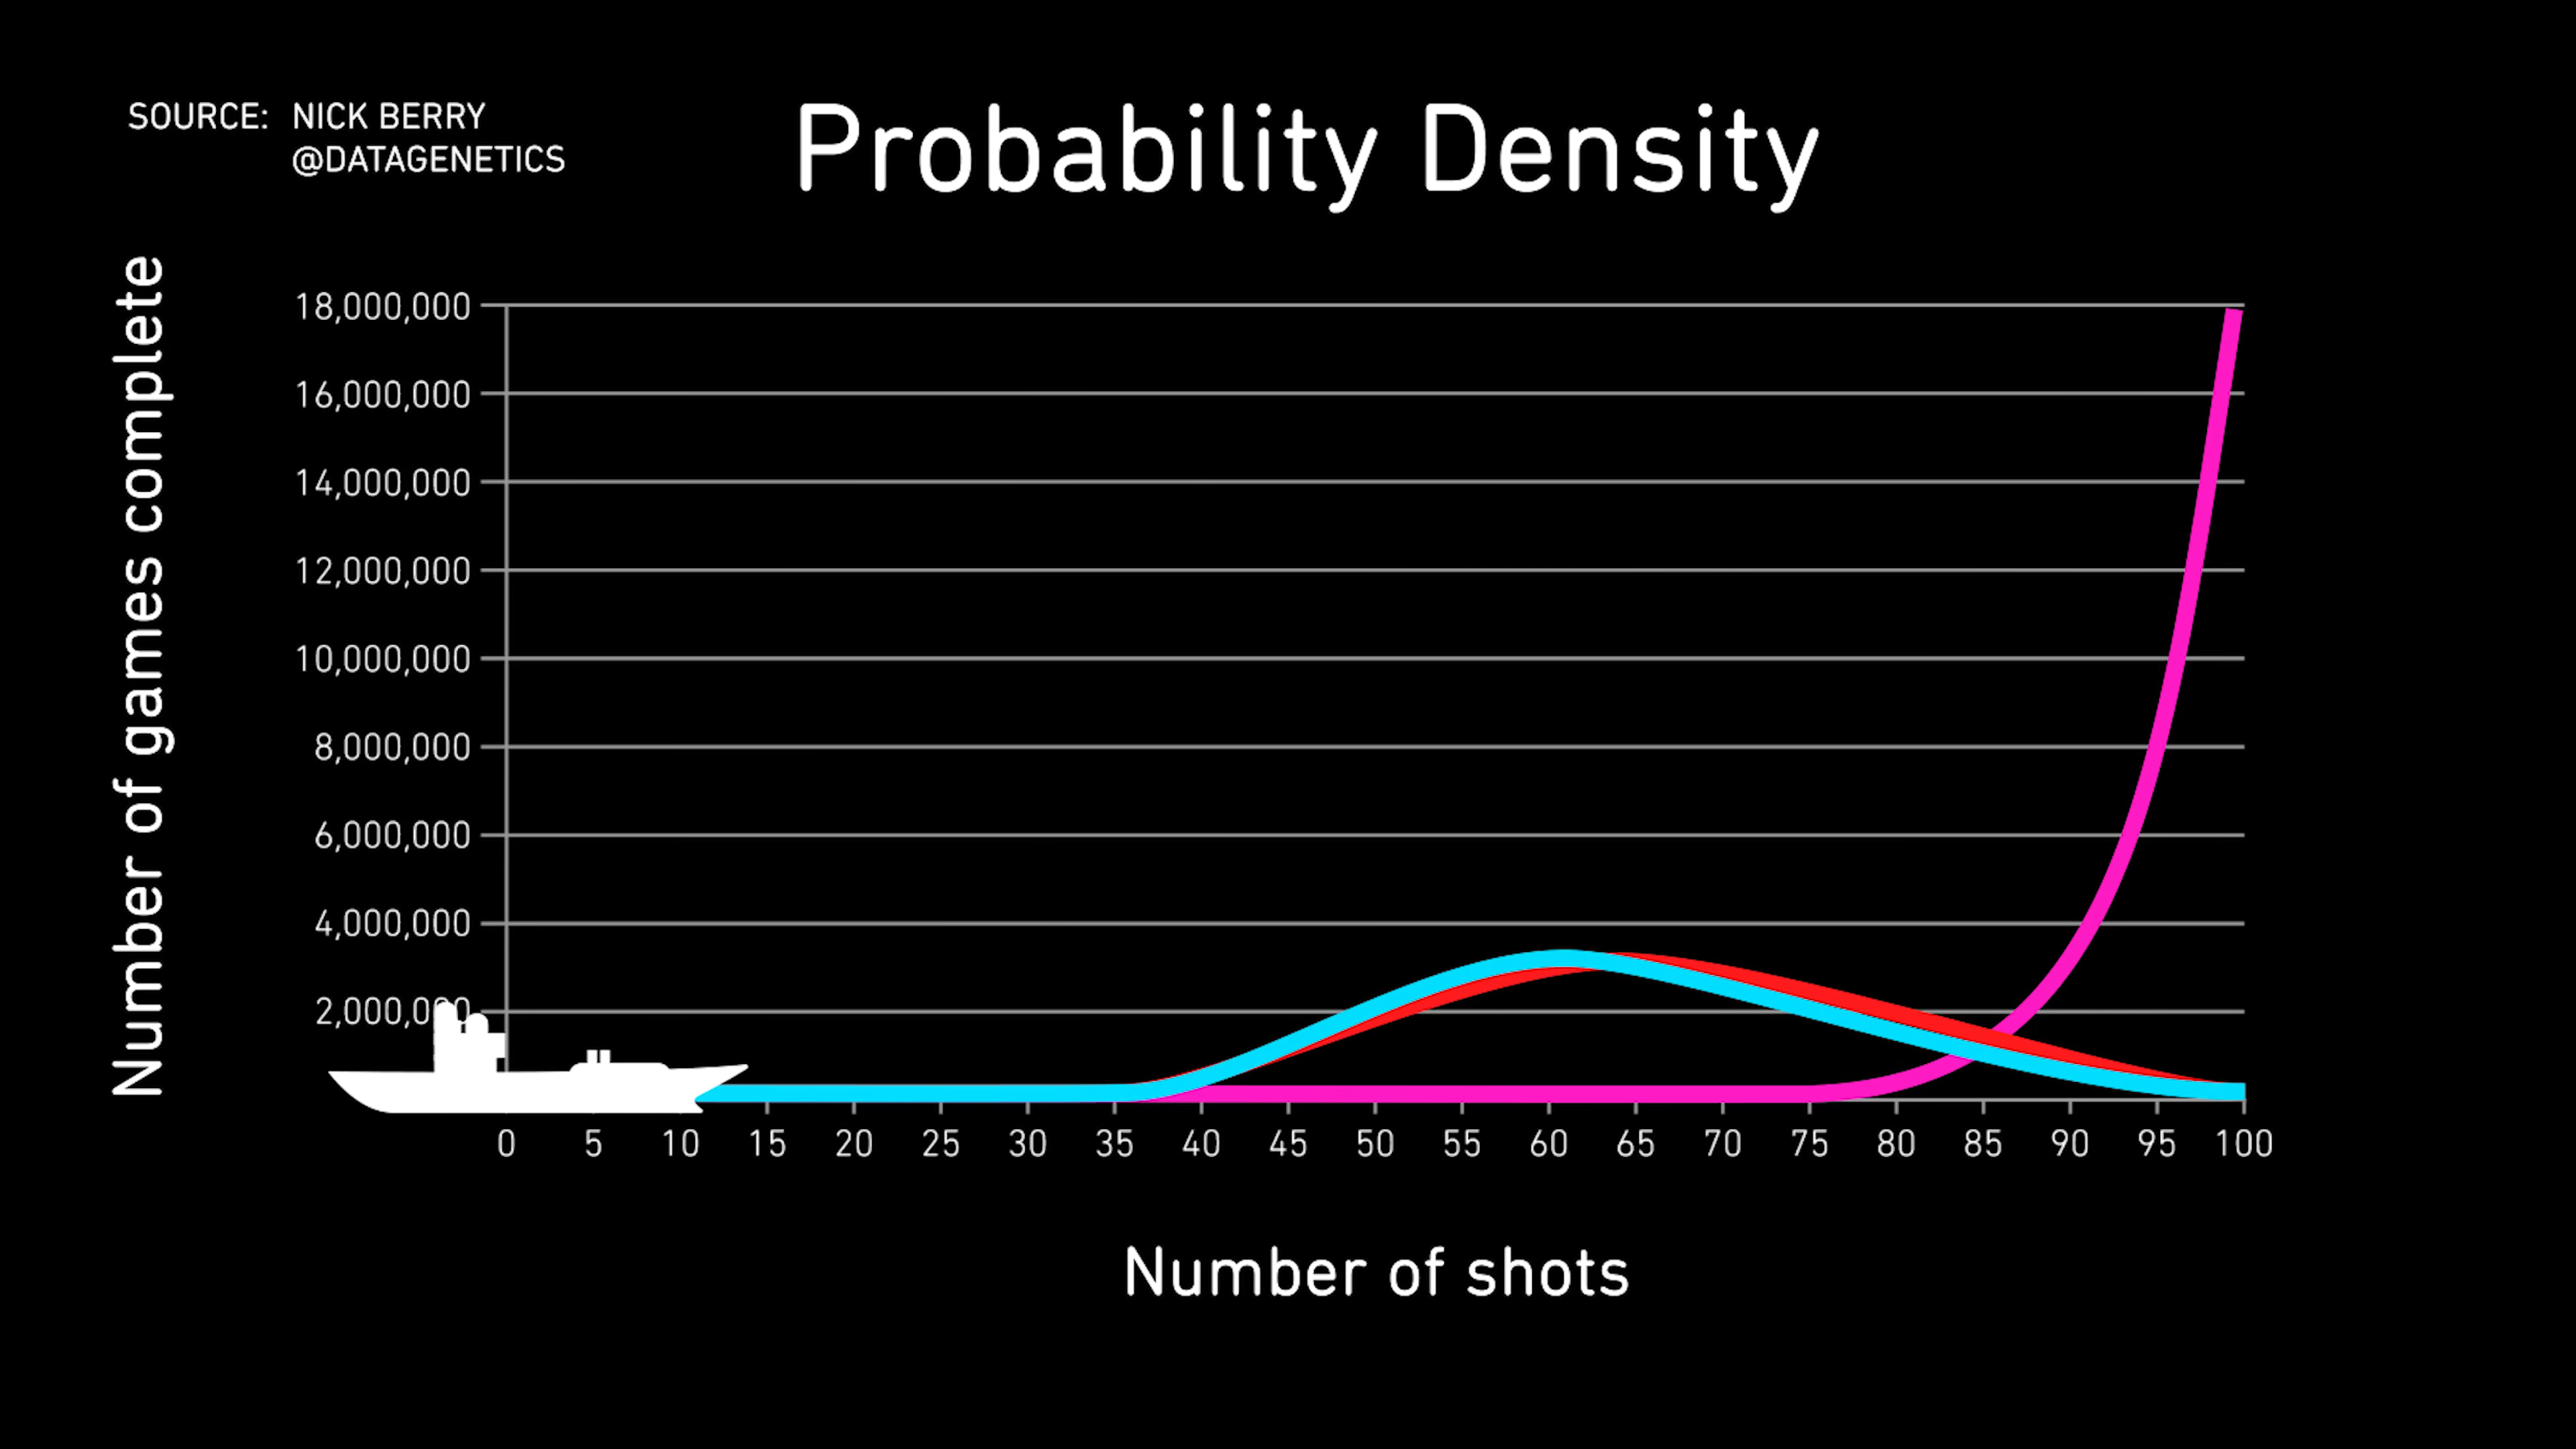 SOURCE: NICK BERRY
@DATAGENETICS
Probability Density
Number of games complete
18,000,000
16,000,000
14,000,000
12,000,000
10,000,000
8,000,000
6,000,000
4,000,000
2,000,000
0 5 10 15 20 25 30 35 40 45 50 55 60 65 70 75 80 85 90 95 100
Number of shots